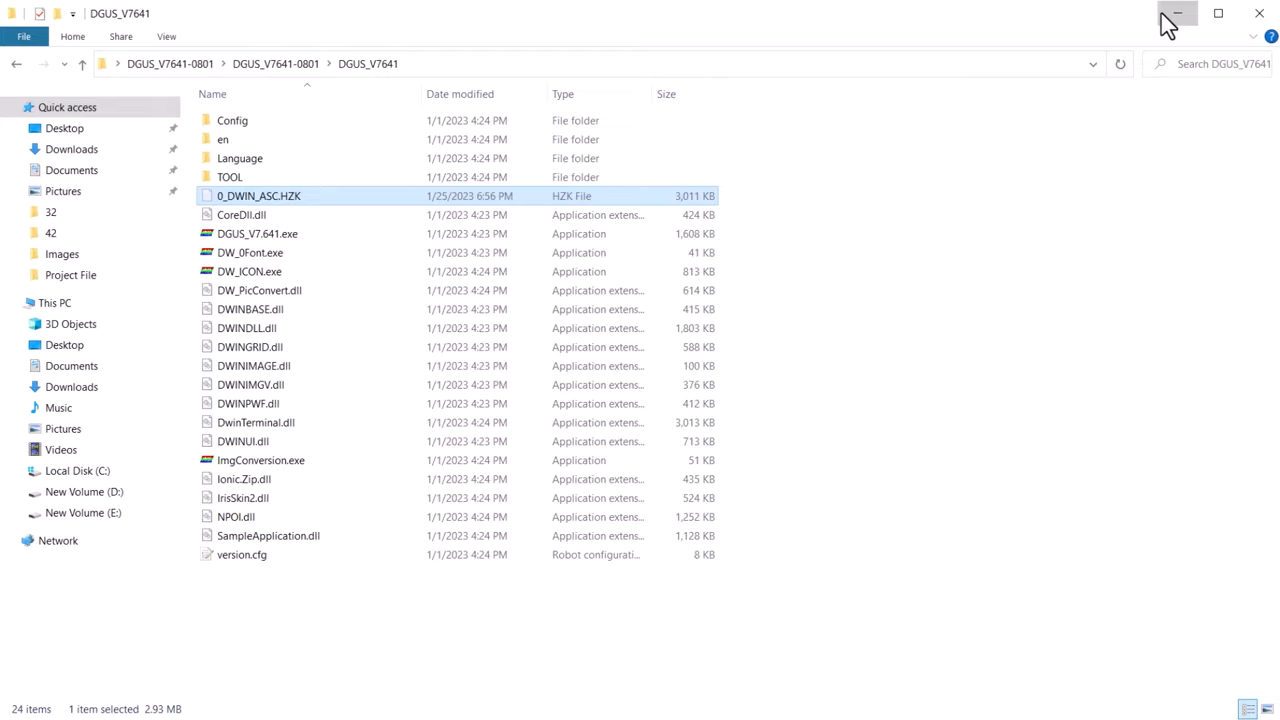 DGUS_V7641
File Home Share View
DGUS_V7641-0801 DGUS_V7641-0801 DGUS_V7641 Search DGUS_V7641
Name Date modified Type Size
Quick access
Desktop
Downloads
Documents
Pictures
32
42
Images
Project File
This PC
3D Objects
Desktop
Documents
Downloads
Music
Pictures
Videos
Local Disk (C:)
New Volume (D:)
New Volume (E:)
Network
Config 1/1/2023 4:24 PM File folder
en 1/1/2023 4:24 PM File folder
Language 1/1/2023 4:24 PM File folder
TOOL 1/1/2023 4:24 PM File folder
0_DWIN_ASC.HZK 1/25/2023 6:56 PM HZK File 3,011 KB
CoreDll.dll 1/1/2023 4:24 PM Application extens... 424 KB
DGUS_V7.641.exe 1/1/2023 4:23 PM Application 1,608 KB
DW_0Font.exe 1/1/2023 4:23 PM Application 41 KB
DW_ICON.exe 1/1/2023 4:24 PM Application 813 KB
DW_PicConvert.dll 1/1/2023 4:24 PM Application extens... 614 KB
DWINBASE.dll 1/1/2023 4:23 PM Application extens... 415 KB
DWINDLL.dll 1/1/2023 4:23 PM Application extens... 1,803 KB
DWINGRID.dll 1/1/2023 4:23 PM Application extens... 588 KB
DWINIMAGE.dll 1/1/2023 4:23 PM Application extens... 100 KB
DWINIMGV.dll 1/1/2023 4:23 PM Application extens... 376 KB
DWINPWF.dll 1/1/2023 4:23 PM Application extens... 412 KB
DwinTerminal.dll 1/1/2023 4:24 PM Application extens... 3,013 KB
DWINUI.dll 1/1/2023 4:23 PM Application extens... 713 KB
ImgConversion.exe 1/1/2023 4:24 PM Application 51 KB
Ionic.Zip.dll 1/1/2023 4:24 PM Application extens... 435 KB
IrisSkin2.dll 1/1/2023 4:24 PM Application extens... 524 KB
NPOI.dll 1/1/2023 4:24 PM Application extens... 1,252 KB
SampleApplication.dll 1/1/2023 4:24 PM Application extens... 1,128 KB
version.cfg 1/1/2023 4:24 PM Robot configurati... 8 KB
24 items 1 item selected 2.93 MB